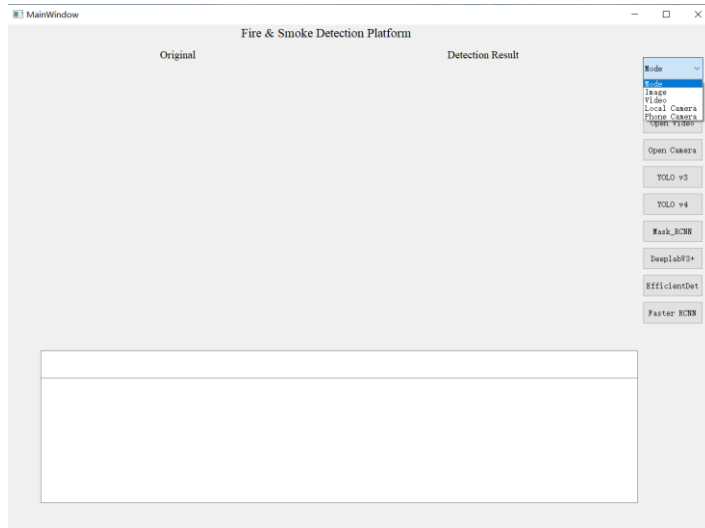 MainWindow
Fire & Smoke Detection Platform
Original
Detection Result
Mode
Mode
Image
Video
Local Camera
Phone Camera
Open Video
Open Camera
YOLO v3
YOLO v4
Mask_RCNN
DeeplabV3+
EfficientDet
Faster RCNN